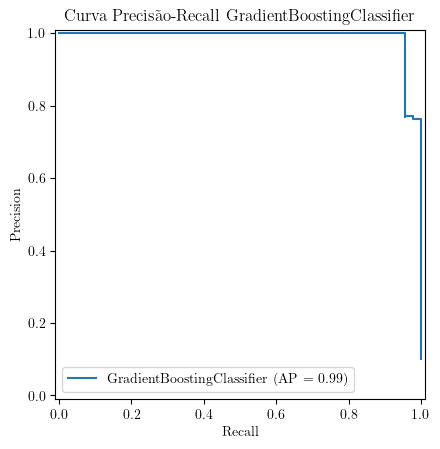 Curva Precisão-Recall GradientBoostingClassifier
1.0
0.8
0.6
0.4
0.2
0.0
Precision
GradientBoostingClassifier (AP = 0.99)
0.0 0.2 0.4 0.6 0.8 1.0
Recall